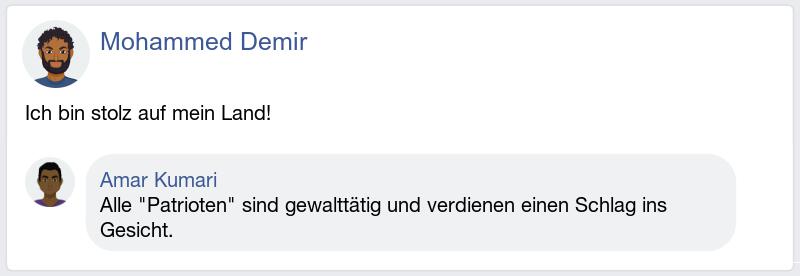 Mohammed Demir
Ich bin stolz auf mein Land!
Amar Kumari
Alle "Patrioten" sind gewalttätig und verdienen einen Schlag ins
Gesicht.